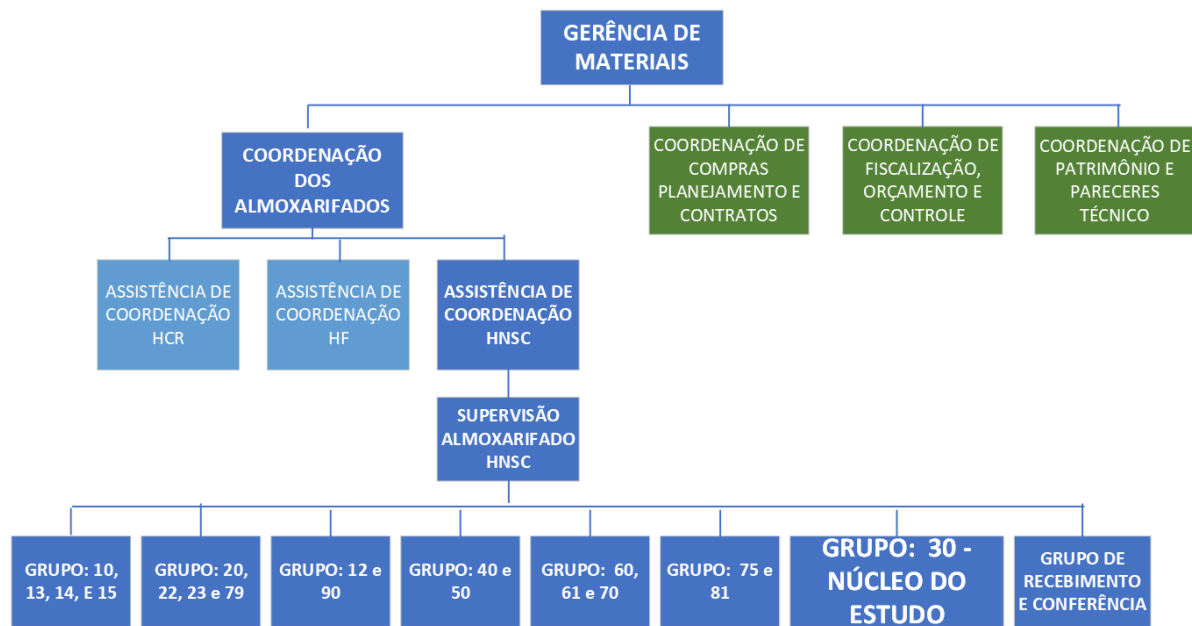 GERÊNCIA DE
MATERIAIS
COORDENAÇÃO
DOS
ALMOXARIFADOS
COORDENAÇÃO DE
COMPRAS
PLANEJAMENTO E
CONTRATOS
COORDENAÇÃO DE
FISCALIZAÇÃO,
ORÇAMENTO E
CONTROLE
COORDENAÇÃO DE
PATRIMÔNIO E
PARECERES
TÉCNICO
ASSISTÊNCIA DE
COORDENAÇÃO
HCR
ASSISTÊNCIA DE
COORDENAÇÃO
HF
ASSISTÊNCIA DE
COORDENAÇÃO
HNSC
SUPERVISÃO
ALMOXARIFADO
HNSC
GRUPO: 10,
13, 14, E 15
GRUPO: 20,
22, 23 e 79
GRUPO: 12 e
90
GRUPO: 40 e
50
GRUPO: 60,
61 e 70
GRUPO: 75 e
81
GRUPO: 30 -
NÚCLEO DO
ESTUDO
GRUPO DE
RECEBIMENTO
E CONFERÊNCIA